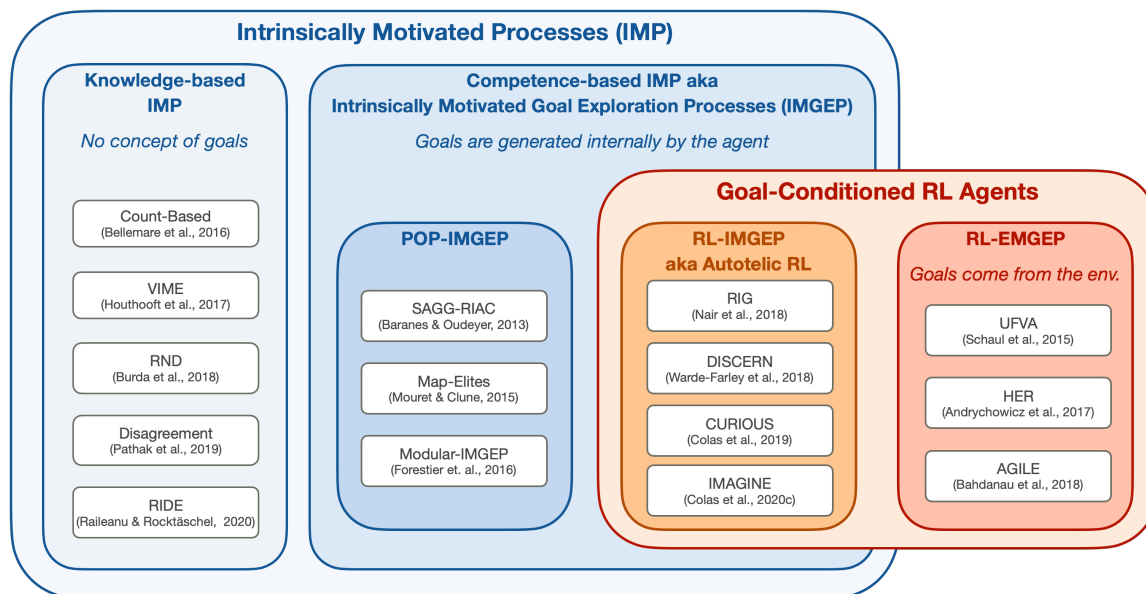 Intrinsically Motivated Processes (IMP)
Knowledge-based
IMP
No concept of goals
Count-Based
(Bellemare et al., 2016)
VIME
(Houthooft et al., 2017)
RND
(Burda et al., 2018)
Disagreement
(Pathak et al., 2019)
RIDE
(Raileanu & Rocktäschel, 2020)
Competence-based IMP aka
Intrinsically Motivated Goal Exploration Processes (IMGEP)
Goals are generated internally by the agent
POP-IMGEP
SAGG-RIAC
(Baranes & Oudeyer, 2013)
Map-Elites
(Mouret & Clune, 2015)
Modular-IMGEP
(Forestier et. al., 2016)
Goal-Conditioned RL Agents
RL-IMGEP
aka Autotelic RL
RIG
(Nair et al., 2018)
DISCERN
(Warde-Farley et al., 2018)
CURIOUS
(Colas et al., 2019)
IMAGINE
(Colas et al., 2020c)
RL-EMGEP
Goals come from the env.
UFVA
(Schaul et al., 2015)
HER
(Andrychowicz et al., 2017)
AGILE
(Bahdanau et al., 2018)